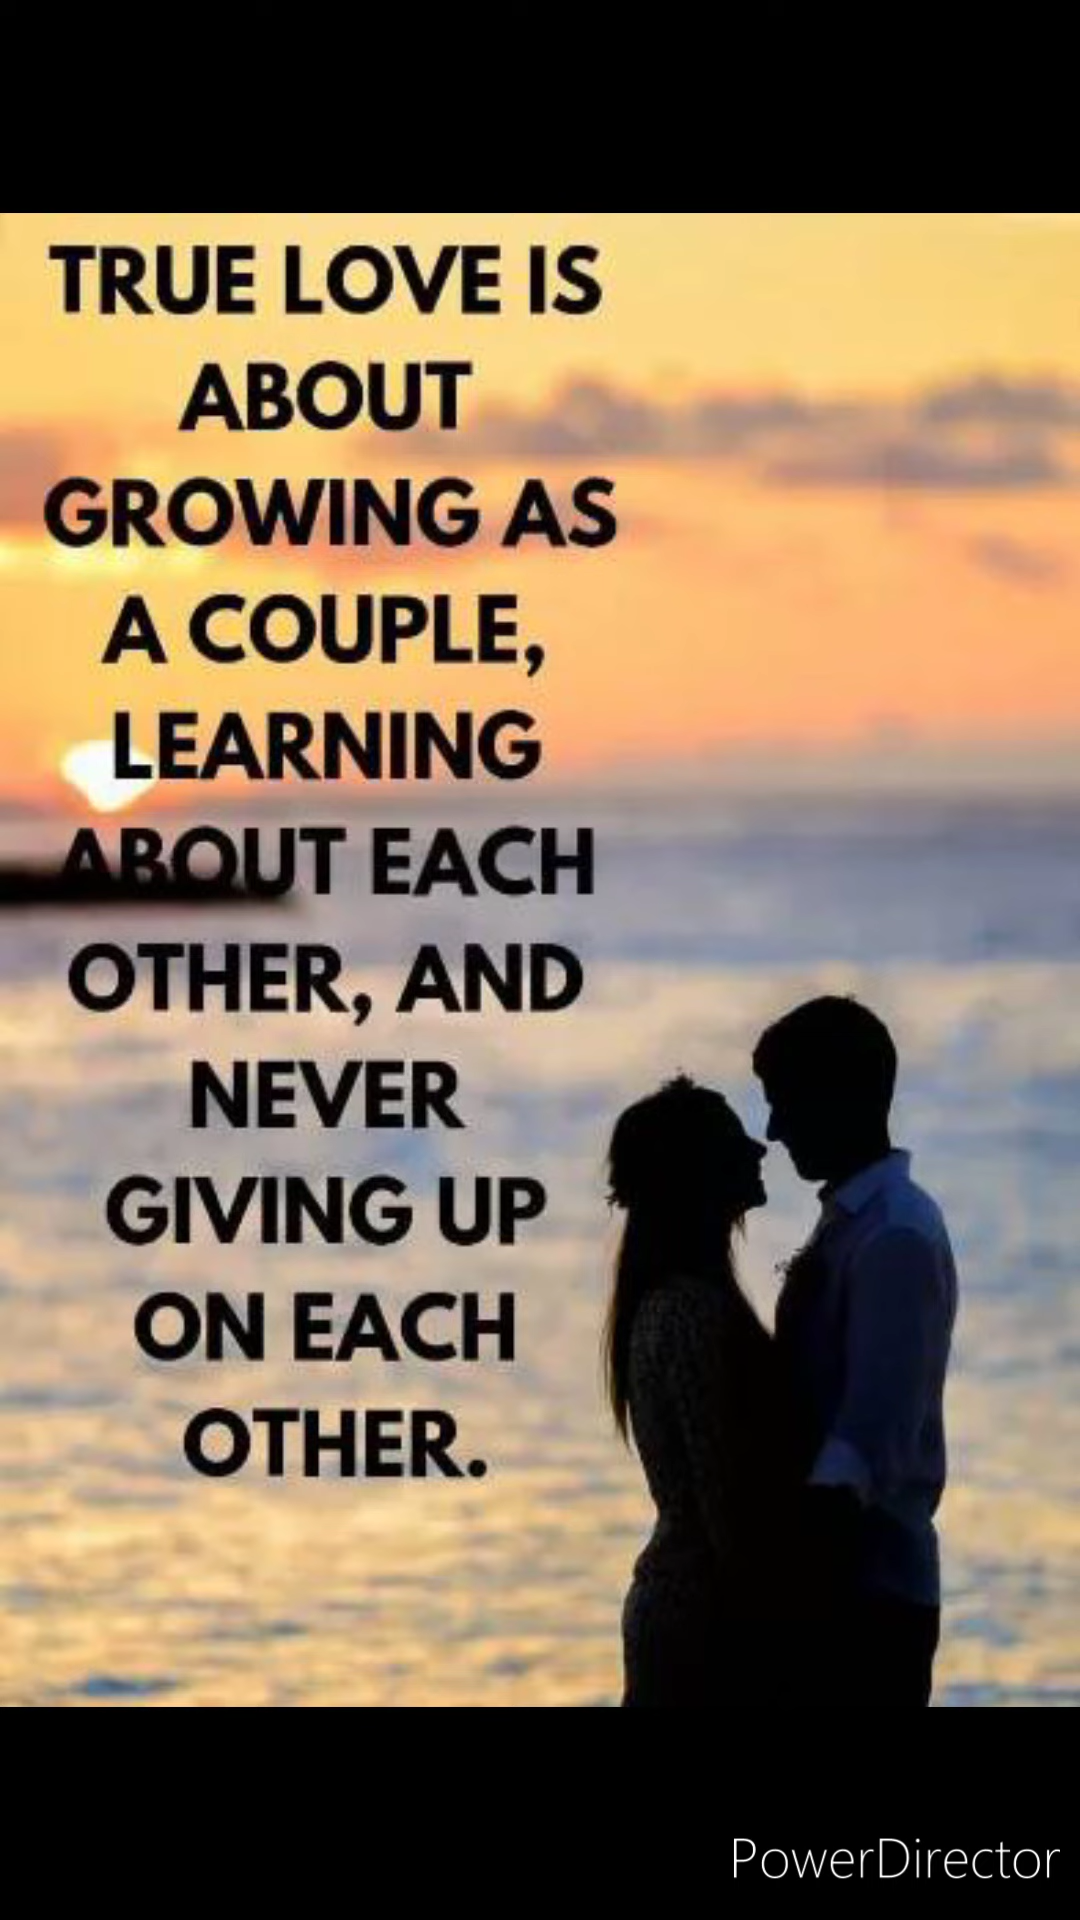 TRUE LOVE IS
ABOUT
GROWING AS
A COUPLE,
LEARNING
ABOUT EACH
OTHER, AND
NEVER
GIVING UP
ON EACH
OTHER.
PowerDirector